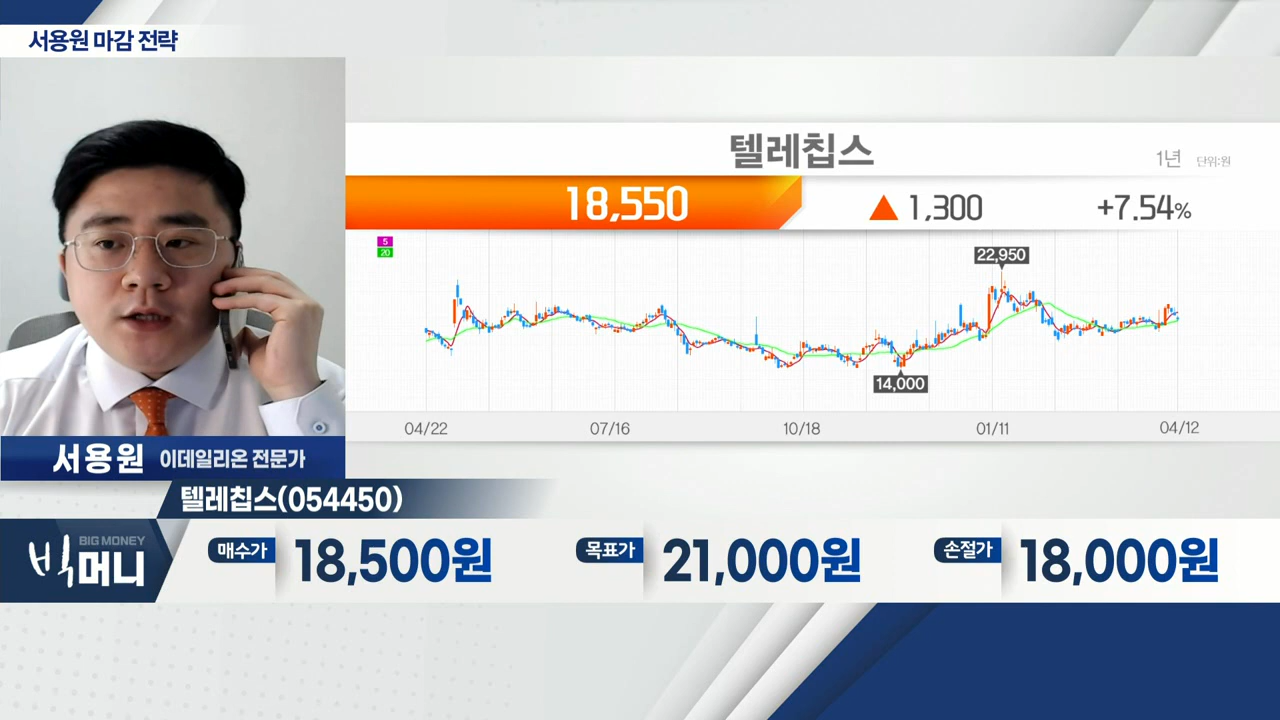 서용원 마감 전략
텔레칩스
1년 단위:원
18,550 ▲ 1,300 +7.54%
5
20
22,950
14,000
04/22 07/16 10/18 01/11 04/12
서용원 이데일리온 전문가
텔레칩스(054450)
BIG MONEY
빅머니
매수가 18,500원 목표가 21,000원 손절가 18,000원